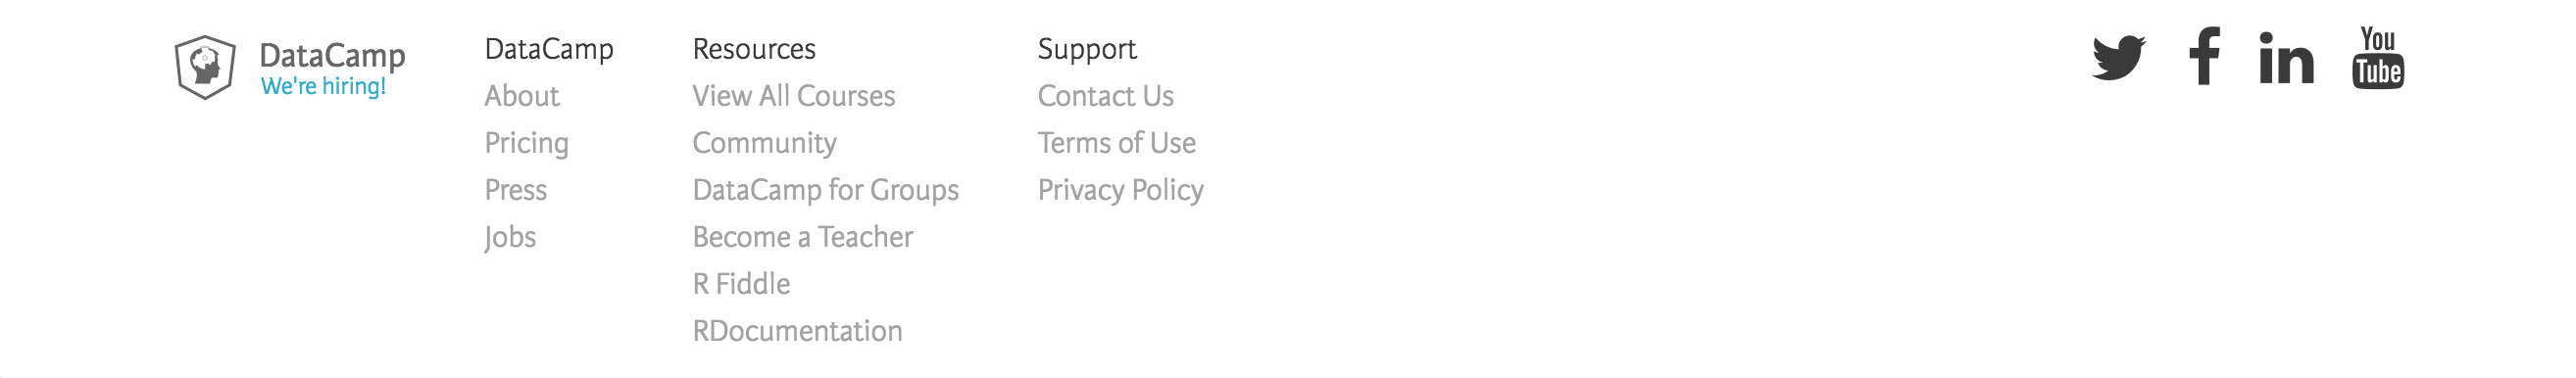 DataCamp
We're hiring!
DataCamp
About
Pricing
Press
Jobs
Resources
View All Courses
Community
DataCamp for Groups
Become a Teacher
R Fiddle
RDocumentation
Support
Contact Us
Terms of Use
Privacy Policy
You
Tube